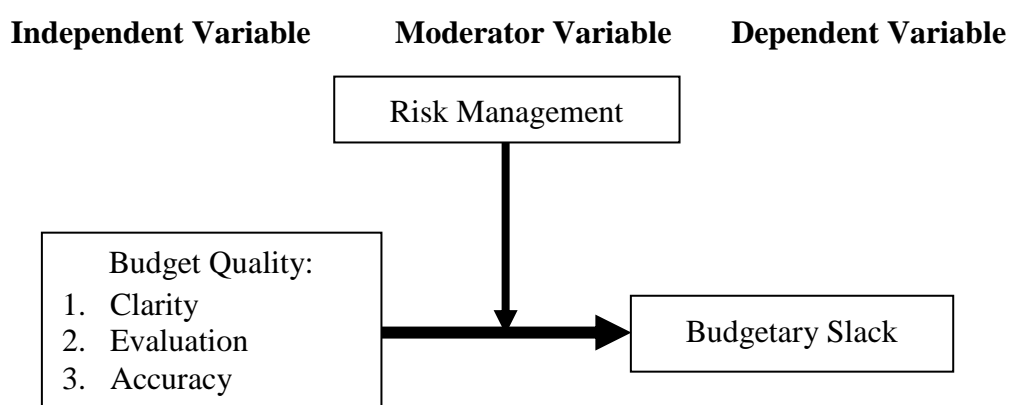 Independent Variable Moderator Variable Dependent Variable
Risk Management
Budget Quality:
1. Clarity
2. Evaluation
3. Accuracy
Budgetary Slack